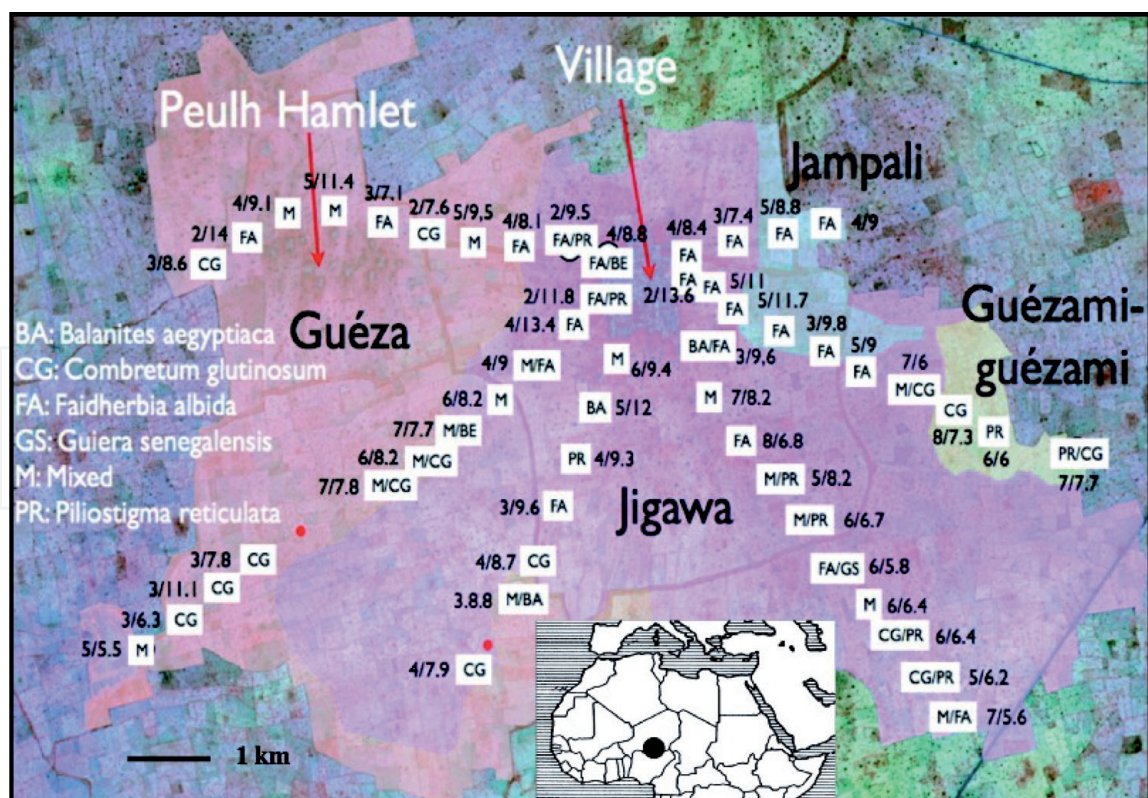 Village
Peulh Hamlet
Jampali
5/11.4
4/9.1
M
M
3/7.1
FA
2/7.6
CG
5/9,5
M
4/8.1
FA
2/9.5
FA/PR
4/8.8
FA/BE
4/8.4
FA
3/7.4
FA
5/8.8
FA
FA
4/9
2/14
FA
3/8.6
CG
FA
FA
5/11
2/11.8
FA/PR
2/13.6
FA
5/11.7
FA
3/9.8
FA
5/9
FA
Guézami-
guézami
Guéza
4/13.4
FA
BA/FA
3/9,6
7/6
M/CG
BA: Balanites aegyptiaca
CG: Combretum glutinosum
FA: Faidherbia albida
GS: Guiera senegalensis
M: Mixed
PR: Piliostigma reticulata
4/9
M/FA
M
6/9.4
6/8.2
M
BA
5/12
M
7/8.2
CG
8/7.3
PR
6/6
PR/CG
7/7.7
7/7.7
M/BE
FA
8/6.8
6/8.2
M/CG
PR
4/9.3
7/7.8
M/CG
M/PR
5/8.2
3/9.6
FA
Jigawa
M/PR
6/6.7
3/7.8
CG
4/8.7
CG
FA/GS
6/5.8
3/11.1
CG
3.8.8
M/BA
M
6/6.4
3/6.3
CG
CG/PR
6/6.4
5/5.5
M
4/7.9
CG
CG/PR
5/6.2
M/FA
7/5.6
1 km